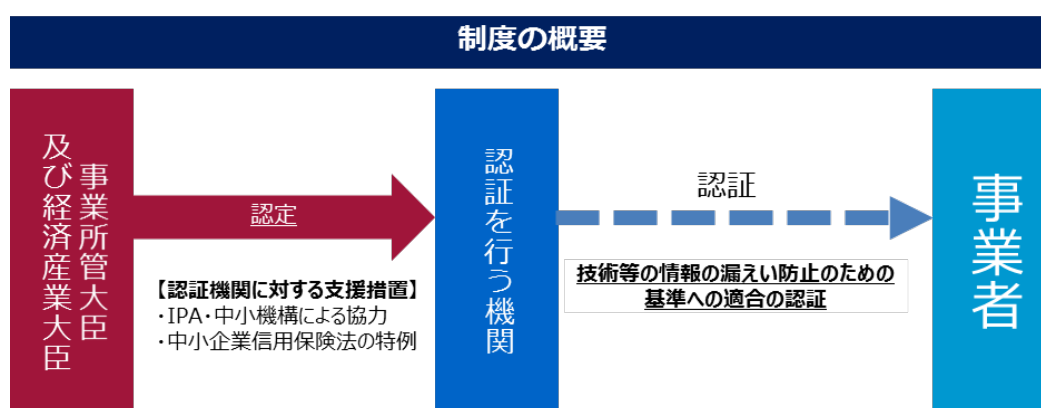 制度の概要
事業所管大臣
及び経済産業大臣
認定
【認証機関に対する支援措置】
・IPA・中小機構による協力
・中小企業信用保険法の特例
認証を行う機関
認証
技術等の情報の漏えい防止のための
基準への適合の認証
事業者